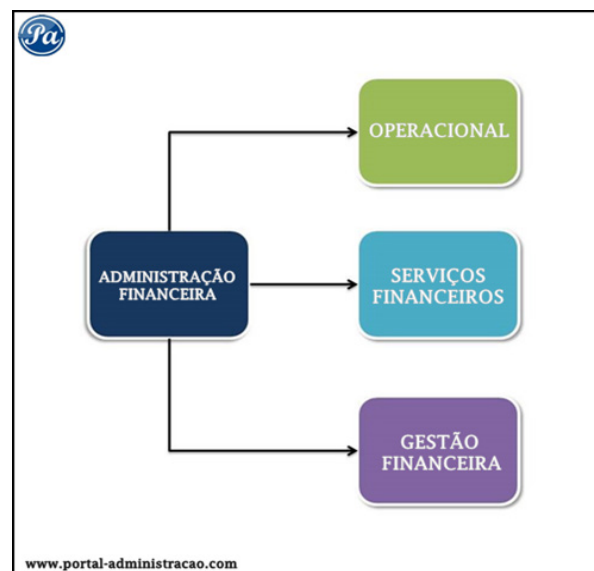 Pa
OPERACIONAL
ADMINISTRAÇÃO
FINANCEIRA
SERVIÇOS
FINANCEIROS
GESTÃO
FINANCEIRA
www.portal-administracao.com